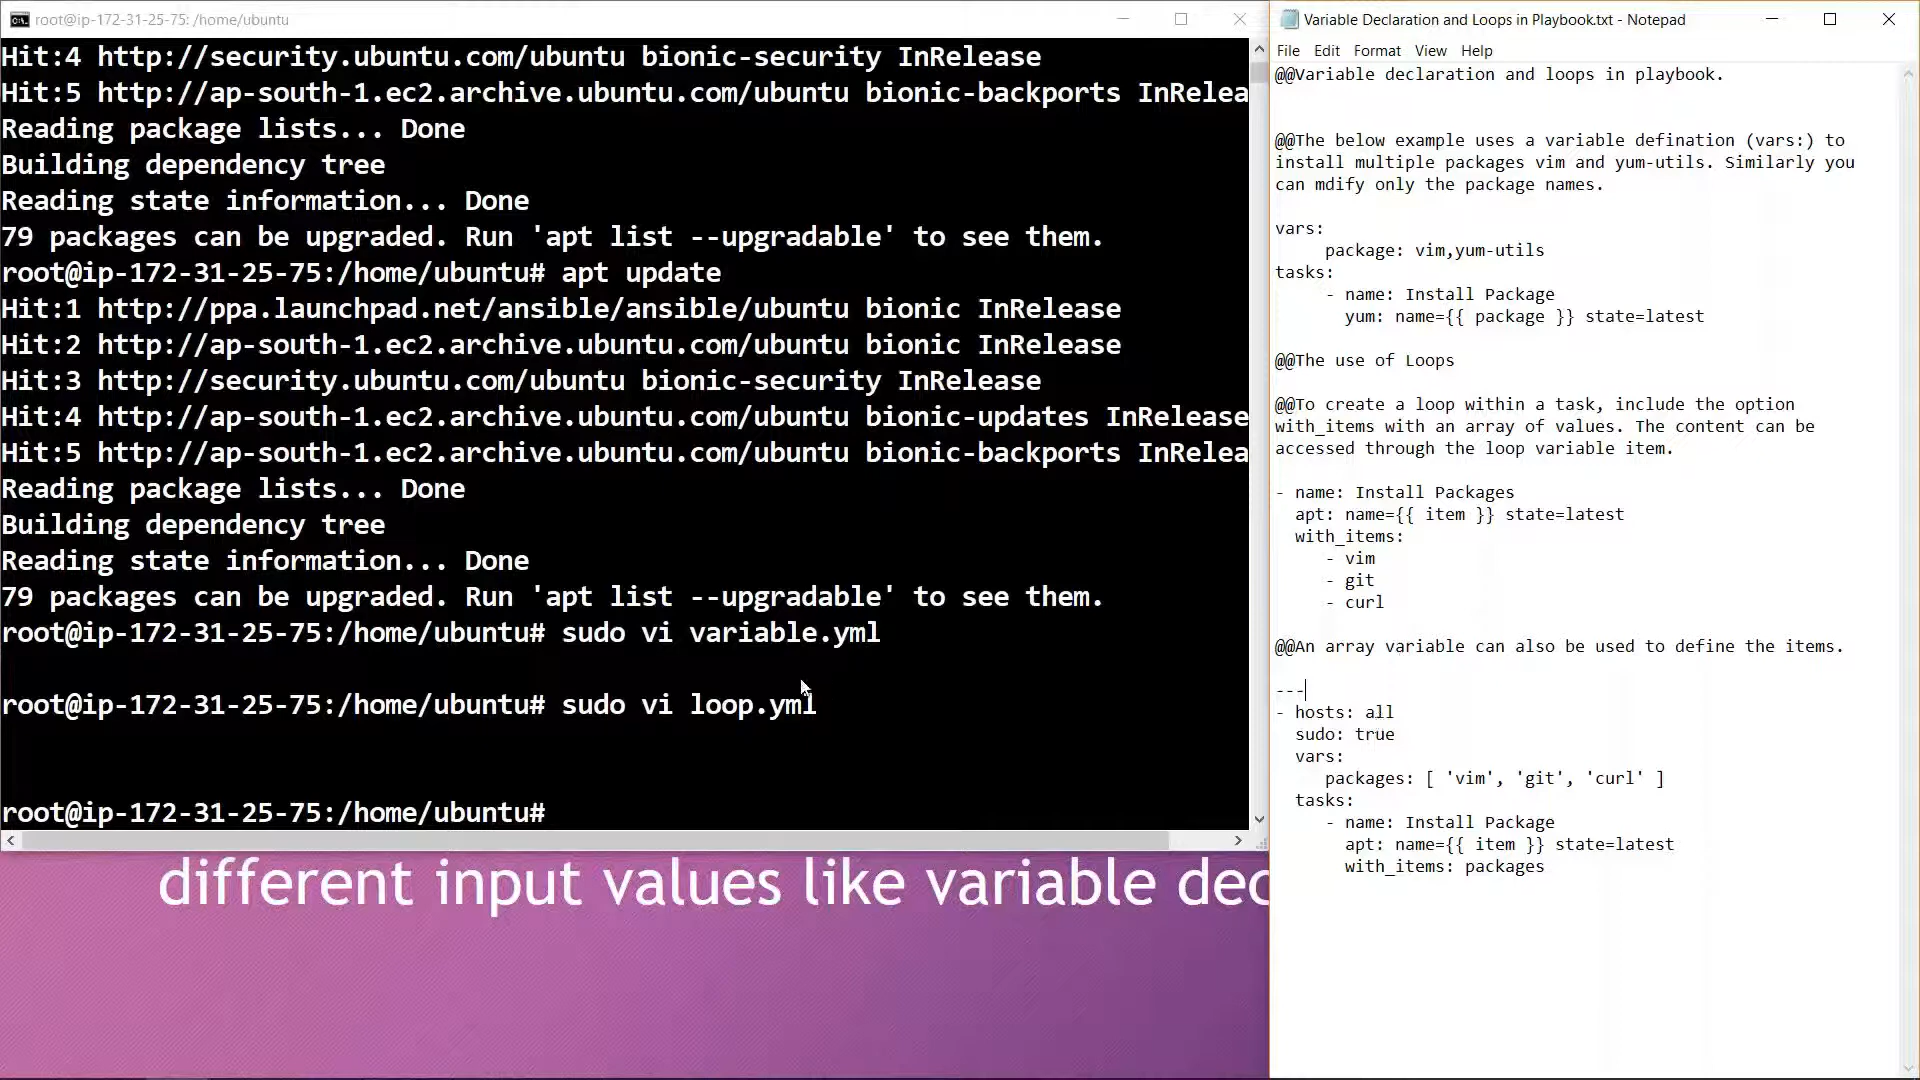 root@ip-172-31-25-75: /home/ubuntu
Hit:4 http://security.ubuntu.com/ubuntu bionic-security InRelease
Hit:5 http://ap-south-1.ec2.archive.ubuntu.com/ubuntu bionic-backports InRelea
Reading package lists... Done
Building dependency tree
Reading state information... Done
79 packages can be upgraded. Run 'apt list --upgradable' to see them.
root@ip-172-31-25-75:/home/ubuntu# apt update
Hit:1 http://ppa.launchpad.net/ansible/ansible/ubuntu bionic InRelease
Hit:2 http://ap-south-1.ec2.archive.ubuntu.com/ubuntu bionic InRelease
Hit:3 http://security.ubuntu.com/ubuntu bionic-security InRelease
Hit:4 http://ap-south-1.ec2.archive.ubuntu.com/ubuntu bionic-updates InRelease
Hit:5 http://ap-south-1.ec2.archive.ubuntu.com/ubuntu bionic-backports InRelea
Reading package lists... Done
Building dependency tree
Reading state information... Done
79 packages can be upgraded. Run 'apt list --upgradable' to see them.
root@ip-172-31-25-75:/home/ubuntu# sudo vi variable.yml
root@ip-172-31-25-75:/home/ubuntu# sudo vi loop.yml
root@ip-172-31-25-75:/home/ubuntu#
different input values like variable dec
Variable Declaration and Loops in Playbook.txt - Notepad
File Edit Format View Help
@@Variable declaration and loops in playbook.
@@The below example uses a variable defination (vars:) to
install multiple packages vim and yum-utils. Similarly you
can mdify only the package names.
vars:
package: vim,yum-utils
tasks:
- name: Install Package
yum: name={{ package }} state=latest
@@The use of Loops
@@To create a loop within a task, include the option
with_items with an array of values. The content can be
accessed through the loop variable item.
- name: Install Packages
apt: name={{ item }} state=latest
with_items:
- vim
- git
- curl
@@An array variable can also be used to define the items.
---
- hosts: all
sudo: true
vars:
packages: [ 'vim', 'git', 'curl' ]
tasks:
- name: Install Package
apt: name={{ item }} state=latest
with_items: packages